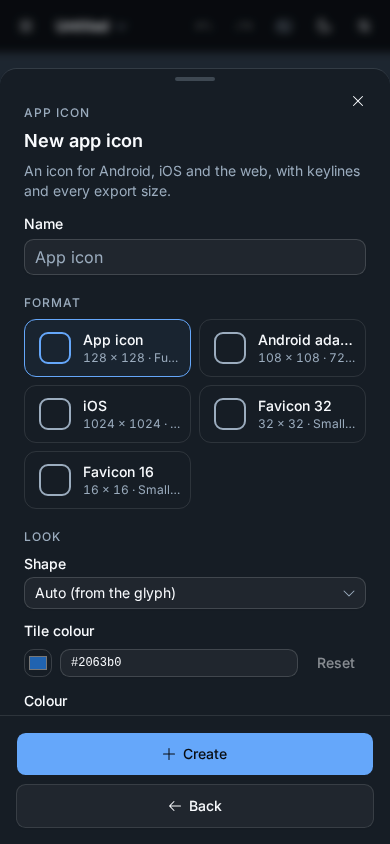 Untitled
APP ICON
New app icon
An icon for Android, iOS and the web, with keylines
and every export size.
Name
App icon
FORMAT
App icon
128 × 128 · Fu...
Android ada...
108 × 108 · 72...
iOS
1024 × 1024 · ...
Favicon 32
32 × 32 · Small...
Favicon 16
16 × 16 · Small...
LOOK
Shape
Auto (from the glyph)
Tile colour
#2063b0
Reset
Colour
Create
Back